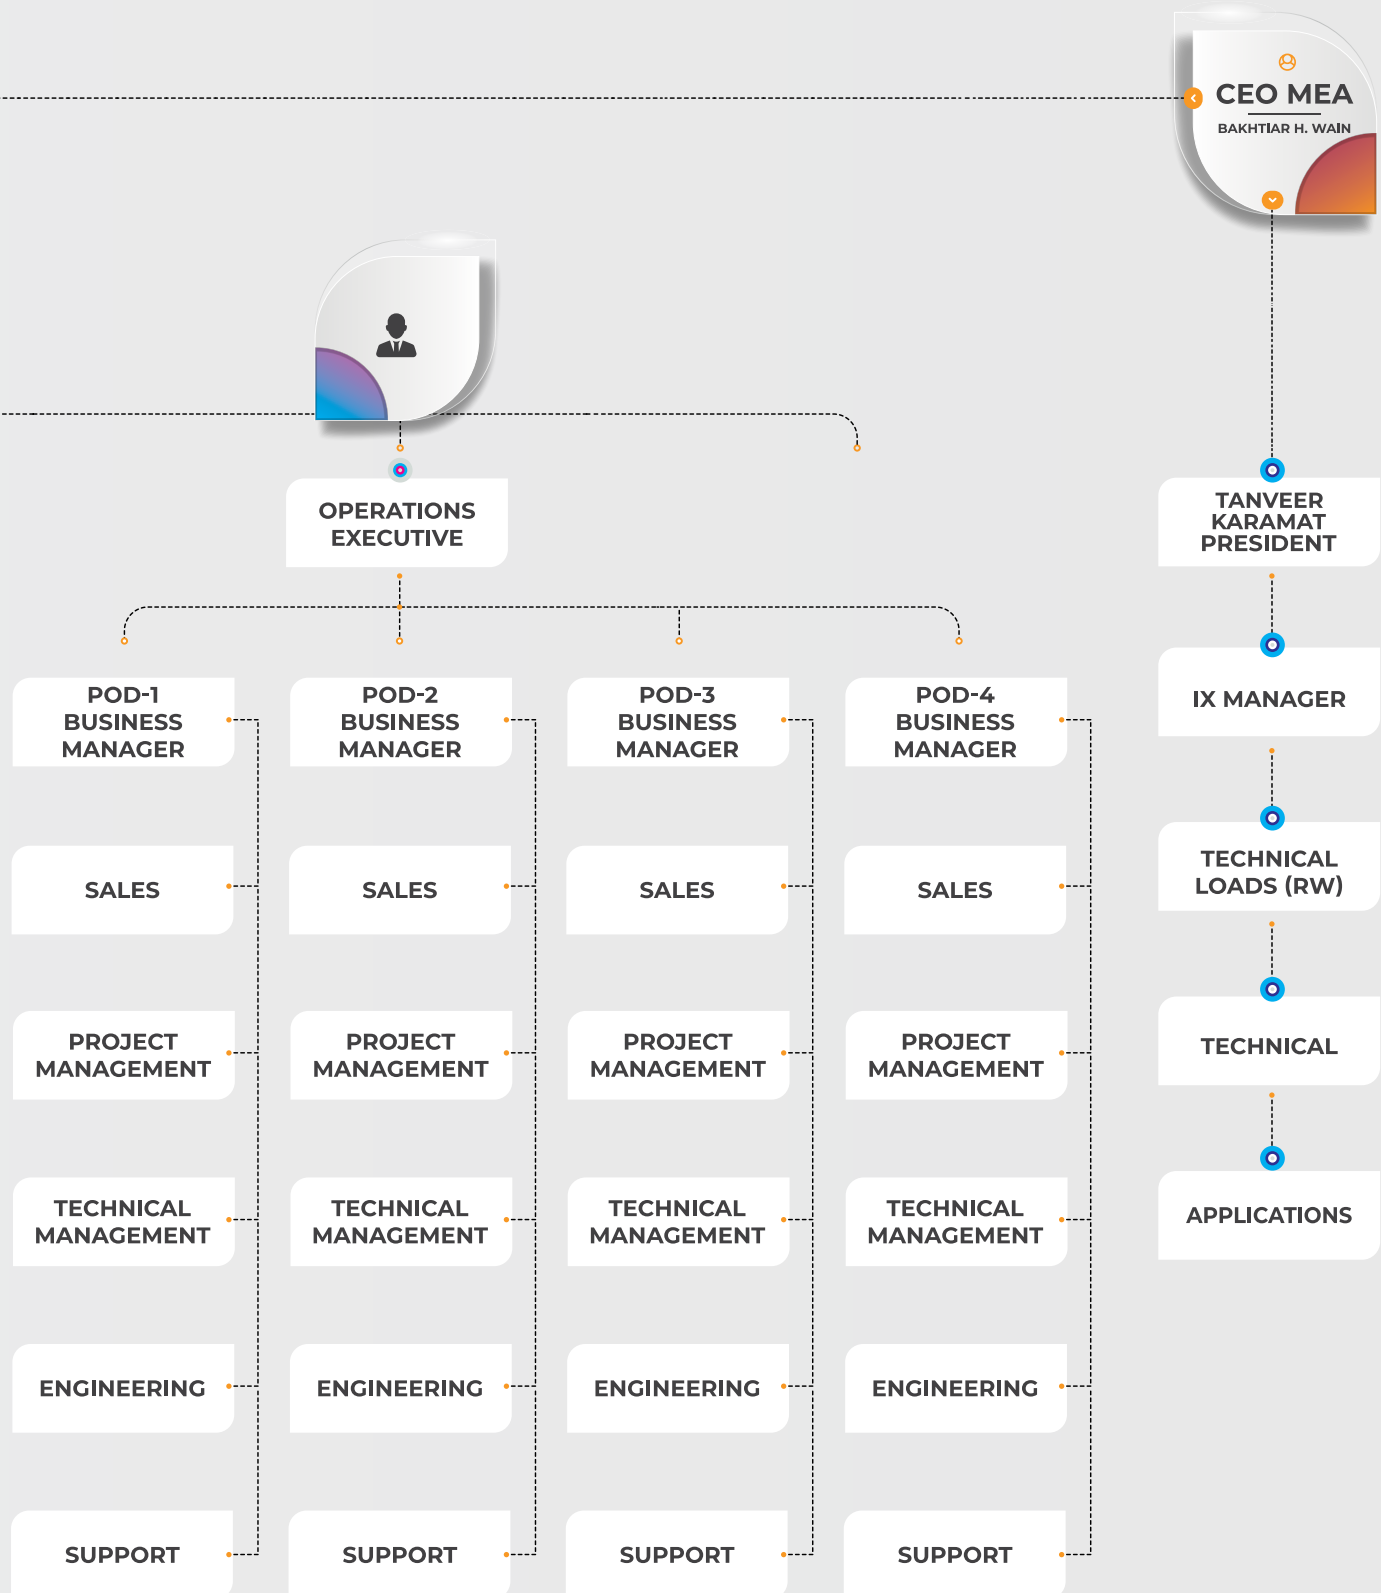 CEO MEA
BAKHTIAR H. WAIN
OPERATIONS
EXECUTIVE
TANVEER
KARAMAT
PRESIDENT
POD-1
BUSINESS
MANAGER
POD-2
BUSINESS
MANAGER
POD-3
BUSINESS
MANAGER
POD-4
BUSINESS
MANAGER
IX MANAGER
SALES
SALES
SALES
SALES
TECHNICAL
LOADS (RW)
PROJECT
MANAGEMENT
PROJECT
MANAGEMENT
PROJECT
MANAGEMENT
PROJECT
MANAGEMENT
TECHNICAL
TECHNICAL
MANAGEMENT
TECHNICAL
MANAGEMENT
TECHNICAL
MANAGEMENT
TECHNICAL
MANAGEMENT
APPLICATIONS
ENGINEERING
ENGINEERING
ENGINEERING
ENGINEERING
SUPPORT
SUPPORT
SUPPORT
SUPPORT